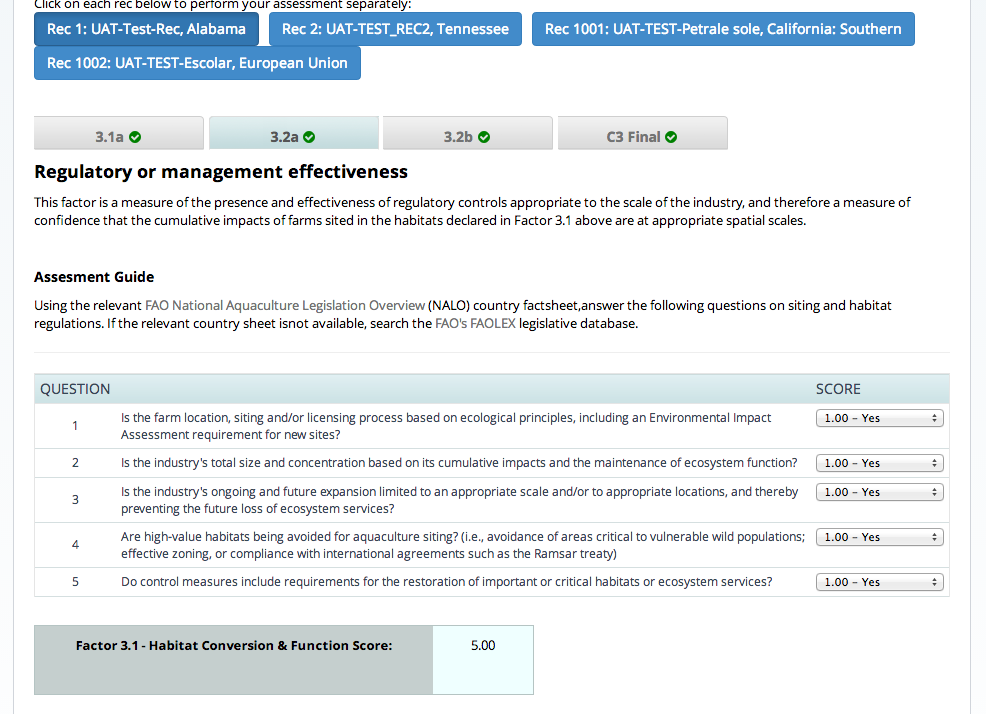 Click on each rec below to perform your assessment separately:
Rec 1: UAT-Test-Rec, Alabama
Rec 2: UAT-TEST_REC2, Tennessee
Rec 1001: UAT-TEST-Petrale sole, California: Southern
Rec 1002: UAT-TEST-Escolar, European Union
3.1a
3.2a
3.2b
C3 Final
Regulatory or management effectiveness
This factor is a measure of the presence and effectiveness of regulatory controls appropriate to the scale of the industry, and therefore a measure of
confidence that the cumulative impacts of farms sited in the habitats declared in Factor 3.1 above are at appropriate spatial scales.
Assesment Guide
Using the relevant FAO National Aquaculture Legislation Overview (NALO) country factsheet,answer the following questions on siting and habitat
regulations. If the relevant country sheet isnot available, search the FAO's FAOLEX legislative database.
QUESTION SCORE
1 Is the farm location, siting and/or licensing process based on ecological principles, including an Environmental Impact
Assessment requirement for new sites?
1.00 – Yes
2 Is the industry's total size and concentration based on its cumulative impacts and the maintenance of ecosystem function?
1.00 – Yes
3 Is the industry's ongoing and future expansion limited to an appropriate scale and/or to appropriate locations, and thereby
preventing the future loss of ecosystem services?
1.00 – Yes
4 Are high-value habitats being avoided for aquaculture siting? (i.e., avoidance of areas critical to vulnerable wild populations;
effective zoning, or compliance with international agreements such as the Ramsar treaty)
1.00 – Yes
5 Do control measures include requirements for the restoration of important or critical habitats or ecosystem services?
1.00 – Yes
Factor 3.1 - Habitat Conversion & Function Score: 5.00